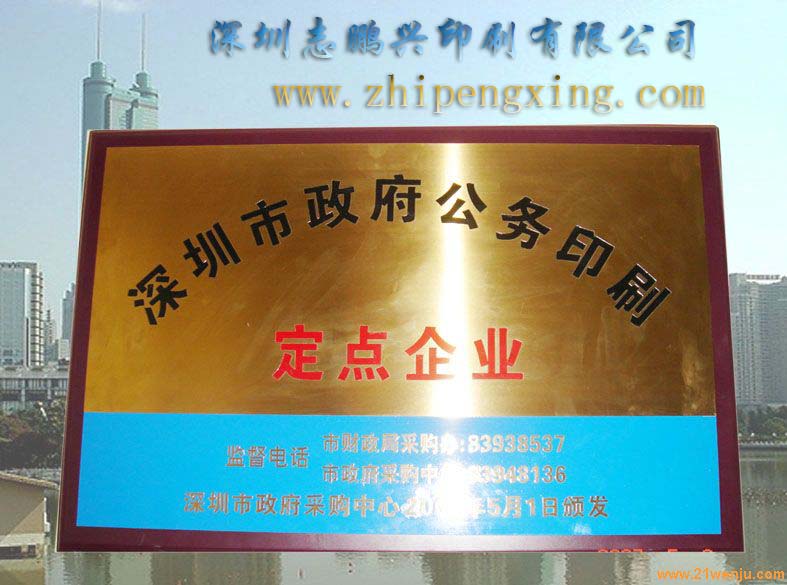 深圳志鹏兴印刷有限公司
www.zhipengxing.com
深圳市政府公务印刷
定点企业
监督电话
市财政局采购办:83938537
市政府采购中心:83948136
深圳市政府采购中心 年5月1日颁发
www.21wenju.com